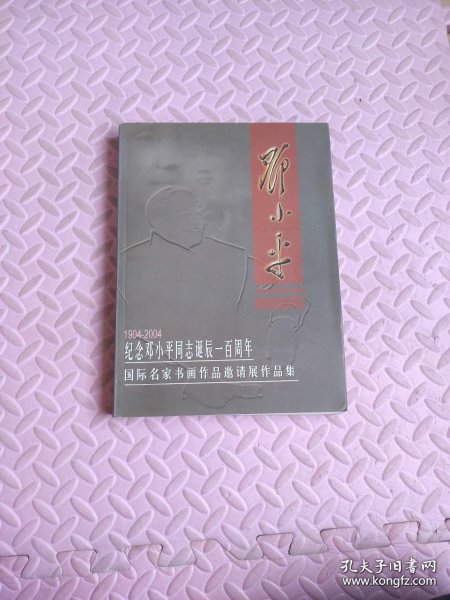 邓小平
1904-2004
纪念邓小平同志诞辰一百周年
国际名家书画作品邀请展作品集
孔夫子旧书网
www.kongfz.com